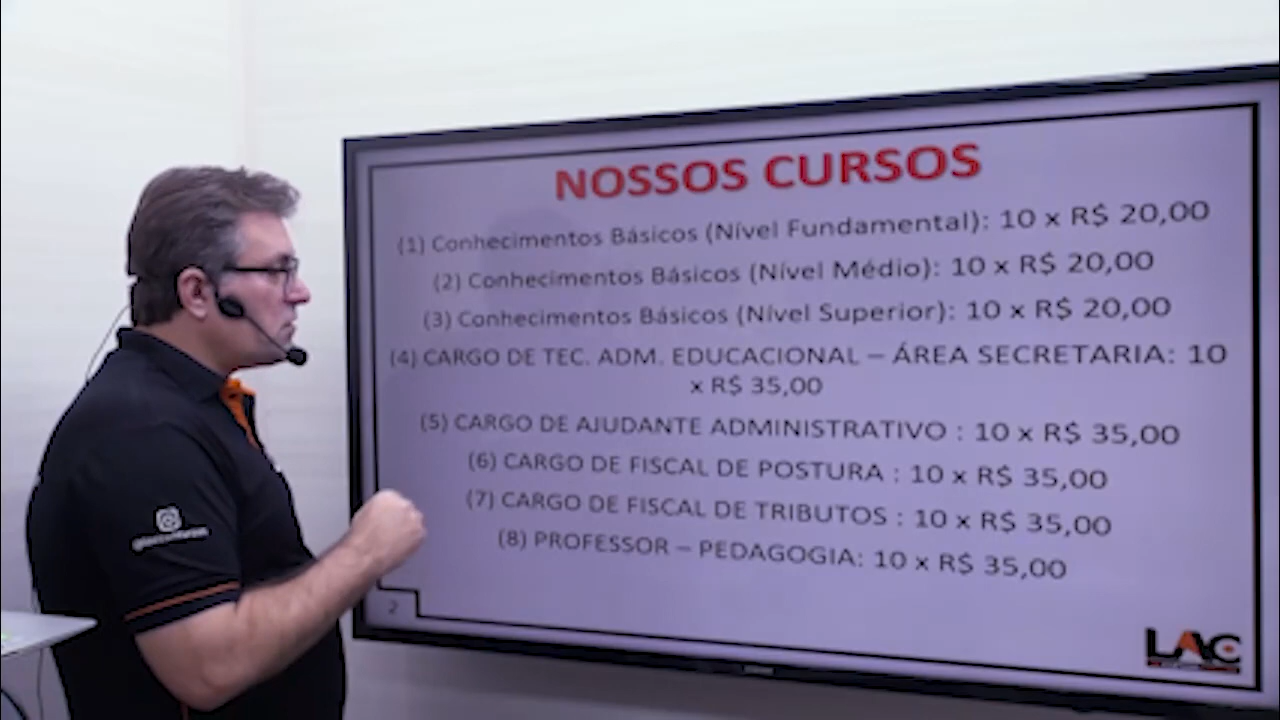 NOSSOS CURSOS
(1) Conhecimentos Básicos (Nível Fundamental): 10 x R$ 20,00
(2) Conhecimentos Básicos (Nível Médio): 10 x R$ 20,00
(3) Conhecimentos Básicos (Nível Superior): 10 x R$ 20,00
(4) CARGO DE TEC. ADM. EDUCACIONAL – ÁREA SECRETARIA: 10
x R$ 35,00
(5) CARGO DE AJUDANTE ADMINISTRATIVO : 10 x R$ 35,00
(6) CARGO DE FISCAL DE POSTURA : 10 x R$ 35,00
(7) CARGO DE FISCAL DE TRIBUTOS : 10 x R$ 35,00
(8) PROFESSOR – PEDAGOGIA: 10 x R$ 35,00
2
LAC